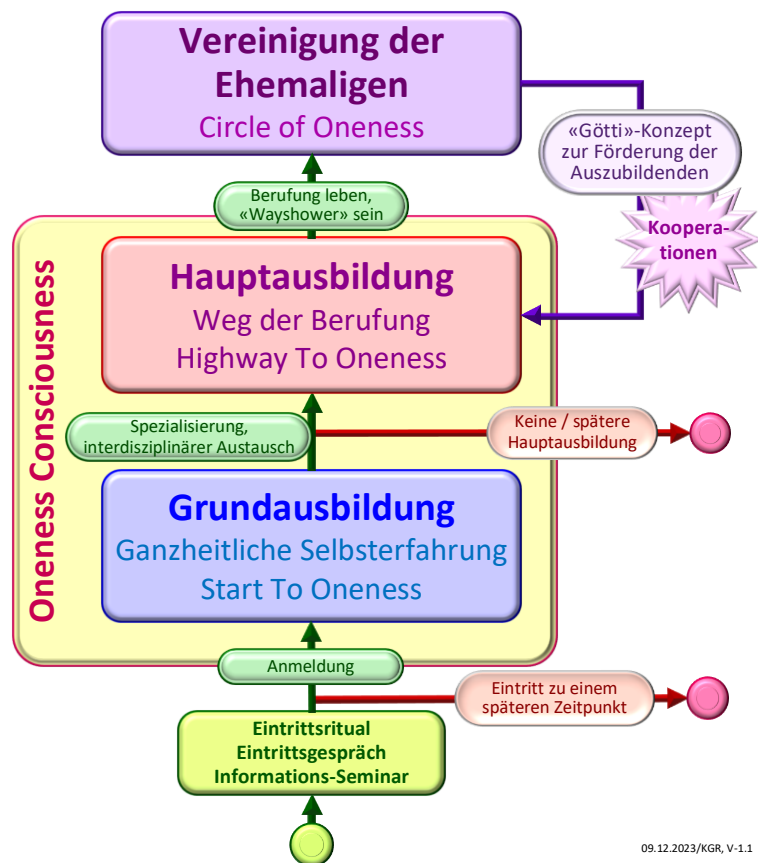 Vereinigung der
Ehemaligen
Circle of Oneness
«Götti»-Konzept
zur Förderung der
Auszubildenden
Berufung leben,
«Wayshower» sein
Koopera-
tionen
Oneness Consciousness
Hauptausbildung
Weg der Berufung
Highway To Oneness
Spezialisierung,
interdisziplinärer Austausch
Keine / spätere
Hauptausbildung
Grundausbildung
Ganzheitliche Selbsterfahrung
Start To Oneness
Anmeldung
Eintritt zu einem
späteren Zeitpunkt
Eintrittsritual
Eintrittsgespräch
Informations-Seminar
09.12.2023/KGR, V-1.1